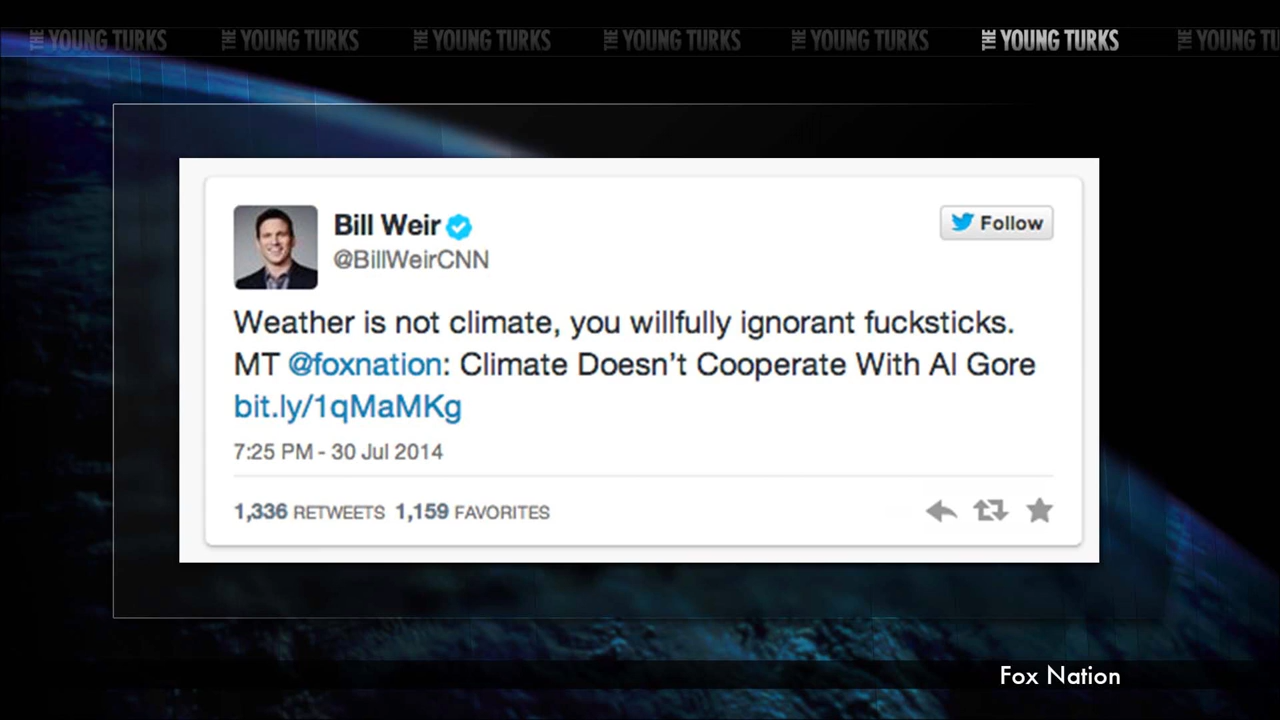 THE YOUNG TURKS THE YOUNG TURKS THE YOUNG TURKS THE YOUNG TURKS THE YOUNG TURKS THE YOUNG TURKS THE YOUNG TU
Bill Weir
@BillWeirCNN
Follow
Weather is not climate, you willfully ignorant fucksticks.
MT @foxnation: Climate Doesn't Cooperate With Al Gore
bit.ly/1qMaMKg
7:25 PM - 30 Jul 2014
1,336 RETWEETS 1,159 FAVORITES
Fox Nation